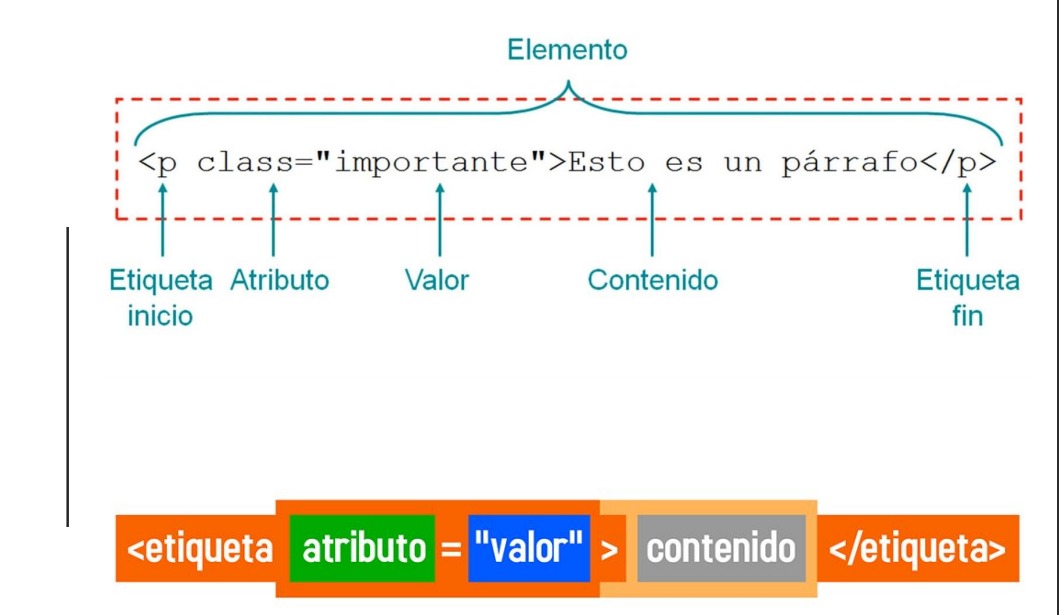 Elemento
<p class="importante">Esto es un párrafo</p>
Etiqueta inicio
Atributo
Valor
Contenido
Etiqueta fin
<etiqueta atributo = "valor" > contenido </etiqueta>